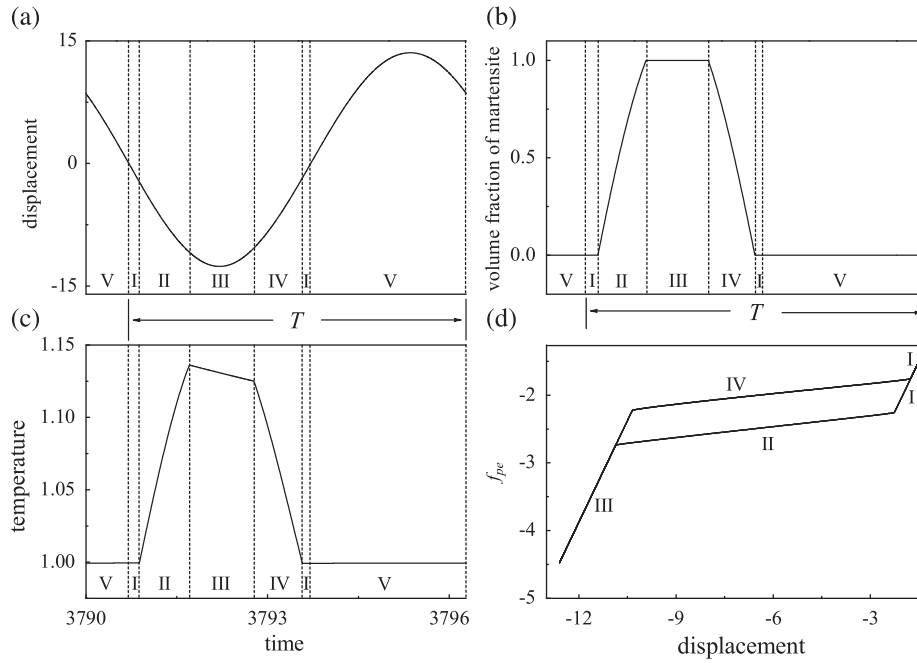 (a)
15
0
-15
displacement
V I II III IV I V
(b)
1.0
0.5
0.0
volume fraction of martensite
V I II III IV I V
T
T
(c)
1.15
1.10
1.05
1.00
temperature
V I II III IV I V
3790 3793 3796
time
(d)
-2
-3
-4
-5
f_pe
I
IV
I
II
III
-12 -9 -6 -3
displacement